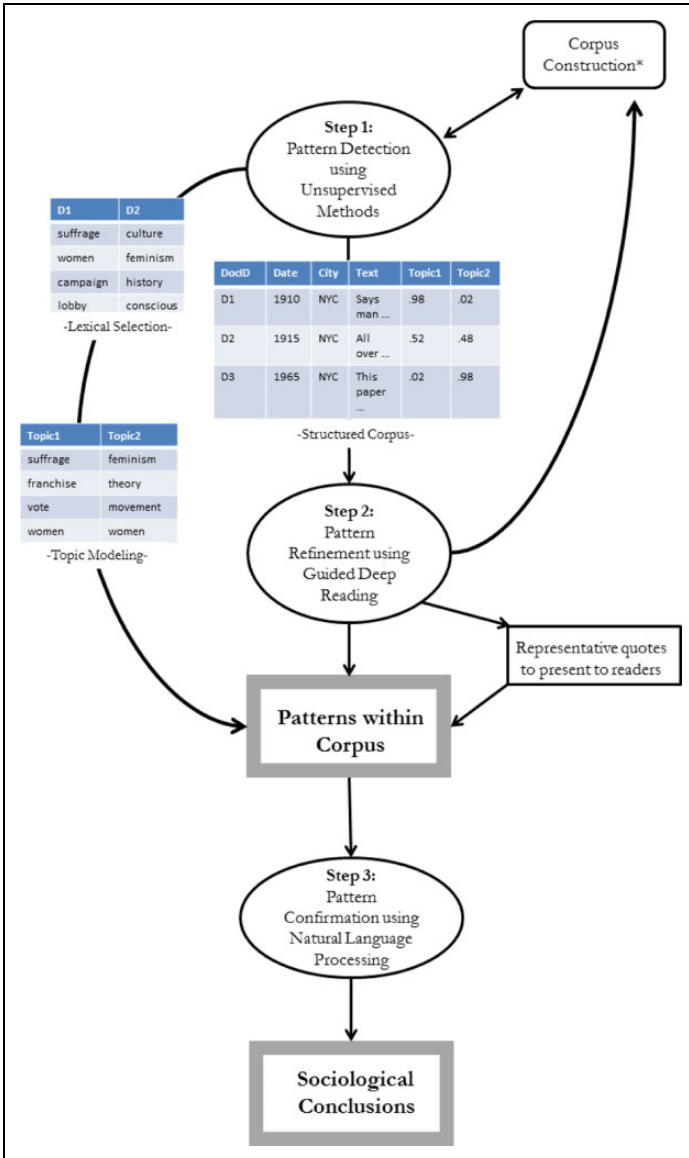 Corpus
Construction*
Step 1:
Pattern Detection
using
Unsupervised
Methods
D1 D2
suffrage culture
women feminism
campaign history
lobby conscious
-Lexical Selection-
DocID Date City Text Topic1 Topic2
D1 1910 NYC Says .98 .02
man ...
D2 1915 NYC All .52 .48
over ...
D3 1965 NYC This .02 .98
paper
...
-Structured Corpus-
Topic1 Topic2
suffrage feminism
franchise theory
vote movement
women women
-Topic Modeling-
Step 2:
Pattern
Refinement using
Guided Deep
Reading
Representative quotes
to present to readers
Patterns within
Corpus
Step 3:
Pattern
Confirmation using
Natural Language
Processing
Sociological
Conclusions